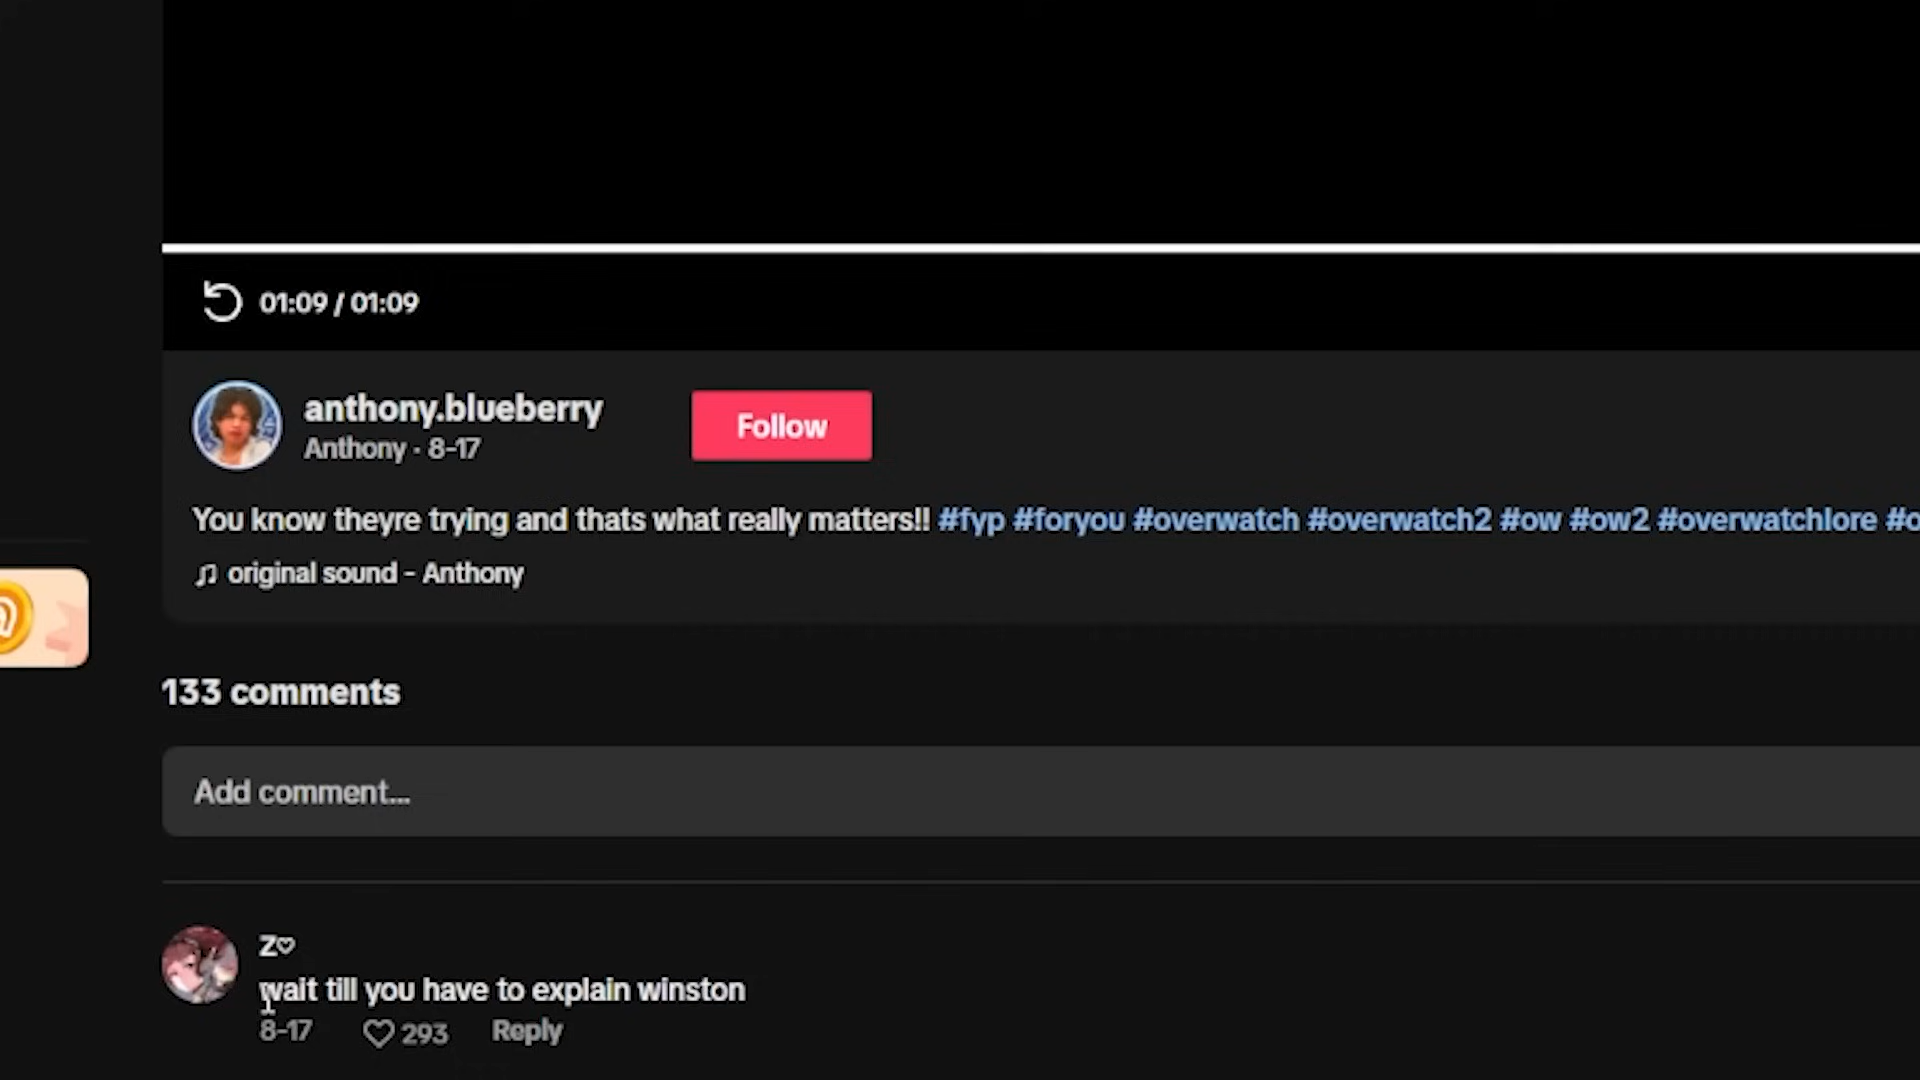 01:09 / 01:09
anthony.blueberry
Follow
Anthony · 8-17
You know theyre trying and thats what really matters!! #fyp #foryou #overwatch #overwatch2 #ow #ow2 #overwatchlore #o
♫ original sound - Anthony
133 comments
Add comment...
Z♡
wait till you have to explain winston
8-17 ♡ 293 Reply